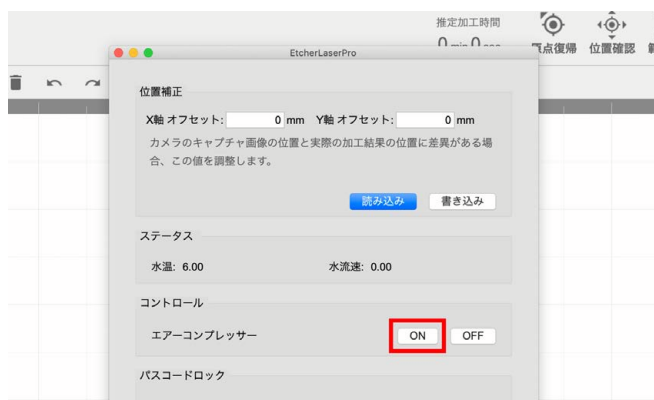 推定加工時間
EtcherLaserPro
原点復帰 位置確認
位置補正
X軸 オフセット: 0 mm Y軸 オフセット: 0 mm
カメラのキャプチャ画像の位置と実際の加工結果の位置に差異がある場
合、この値を調整します。
読み込み 書き込み
ステータス
水温: 6.00 水流速: 0.00
コントロール
エアーコンプレッサー ON OFF
パスコードロック